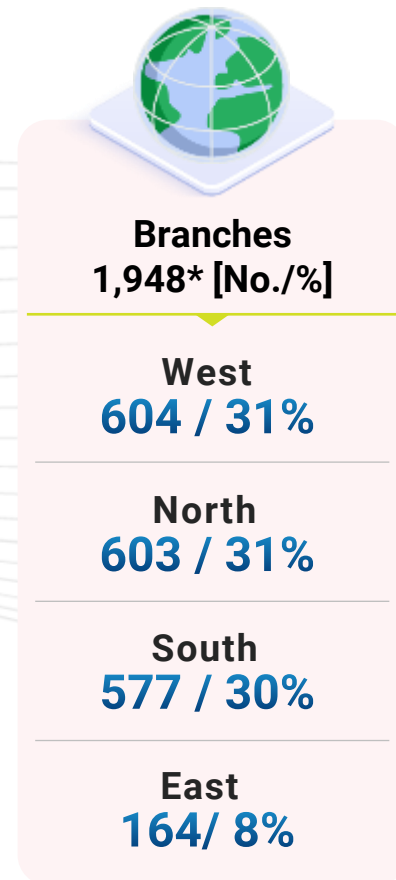 Branches
1,948* [No./%]
West
604 / 31%
North
603 / 31%
South
577 / 30%
East
164/ 8%